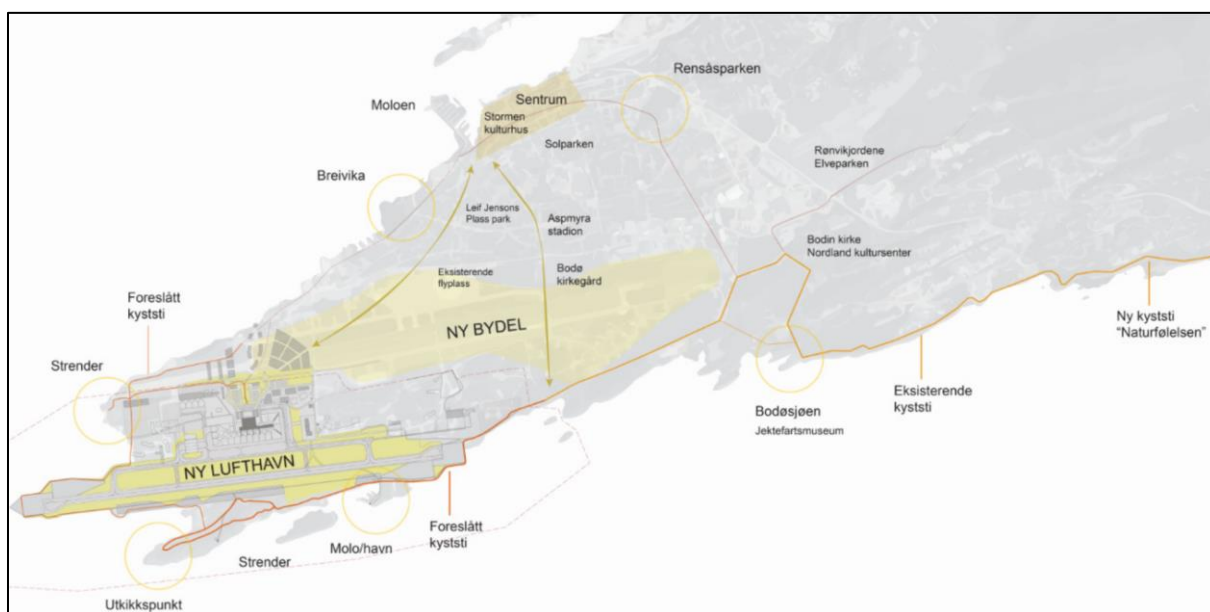 Rensåsparken
Sentrum
Moloen
Stormen
kulturhus
Solparken
Rønvikjordene
Elveparken
Breivika
Leif Jensons
Plass park
Aspmyra
stadion
Bodin kirke
Nordland kultursenter
Eksisterende
flyplass
Bodø
kirkegård
Foreslått
kyststi
NY BYDEL
Ny kyststi
“Naturfølelsen”
Strender
Eksisterende
kyststi
Bodøsjøen
Jektefartsmuseum
NY LUFTHAVN
Foreslått
kyststi
Molo/havn
Strender
Utkikkspunkt